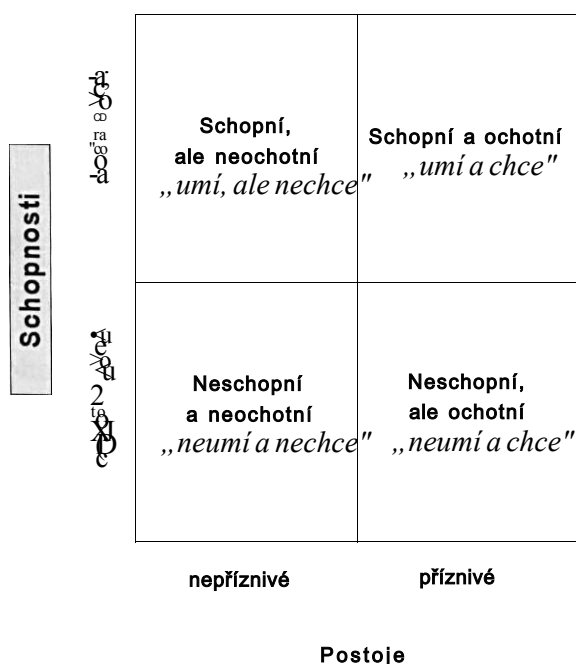 Schopnosti
Schopní,
ale neochotní
„umí, ale nechce"
Schopní a ochotní
„umí a chce"
Neschopní
a neochotní
„neumí a nechce"
Neschopní,
ale ochotní
„neumí a chce"
nepříznivé
příznivé
Postoje